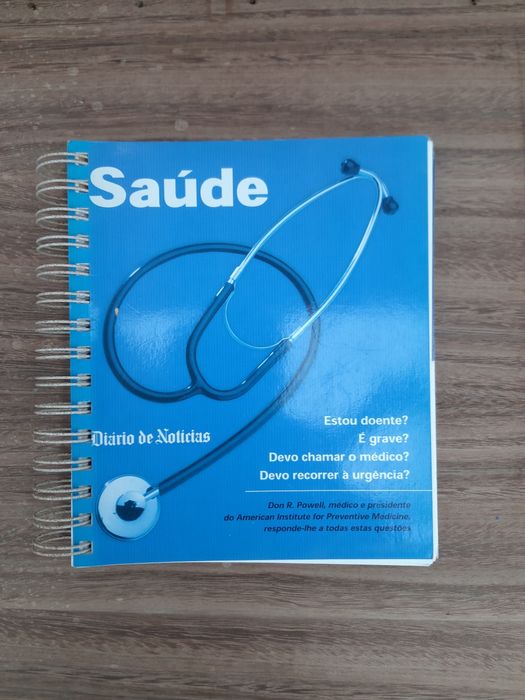 Saúde
Diário de Notícias
Estou doente?
É grave?
Devo chamar o médico?
Devo recorrer à urgência?
Don R. Powell, médico e presidente
do American Institute for Preventive Medicine,
responde-lhe a todas estas questões